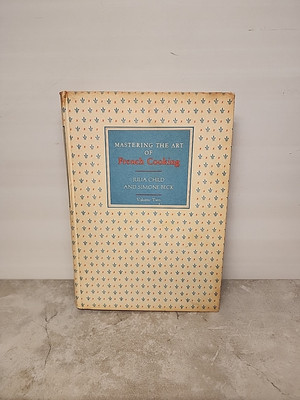 MASTERING THE ART
OF
French Cooking
JULIA CHILD
AND SIMONE BECK
Volume Two